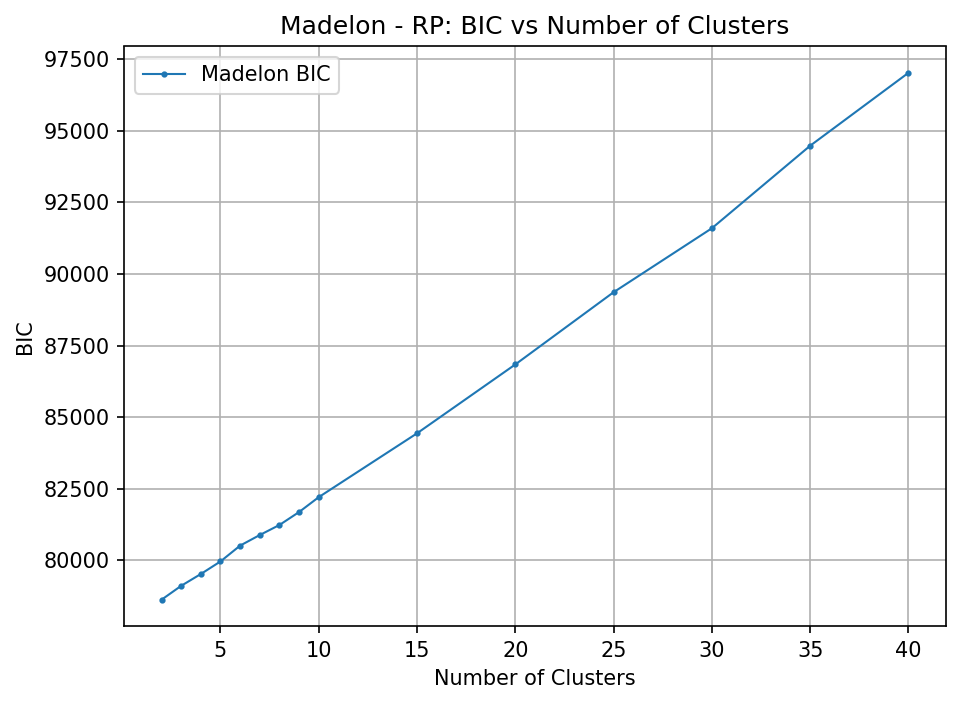 Madelon - RP: BIC vs Number of Clusters
Madelon BIC
BIC
97500
95000
92500
90000
87500
85000
82500
80000
5 10 15 20 25 30 35 40
Number of Clusters